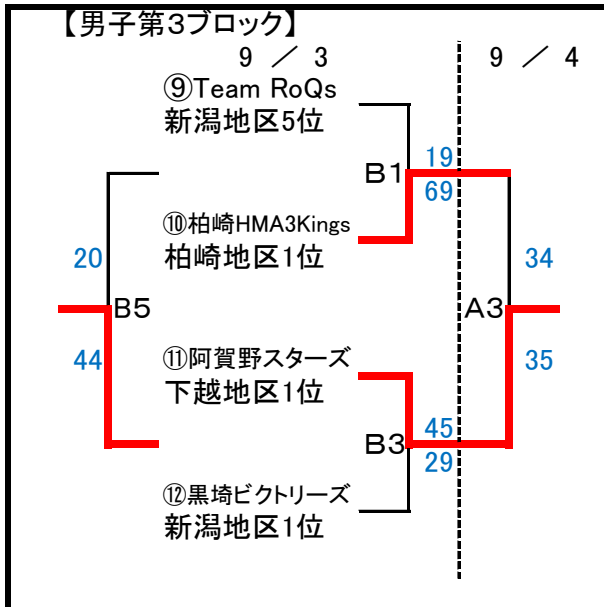 【男子第3ブロック】
9 / 3
9 / 4
⑨Team RoQs
新潟地区5位
B1
19
69
⑩柏崎HMA3Kings
柏崎地区1位
20
B5
44
34
A3
35
⑪阿賀野スターズ
下越地区1位
B3
45
29
⑫黒埼ビクトリーズ
新潟地区1位